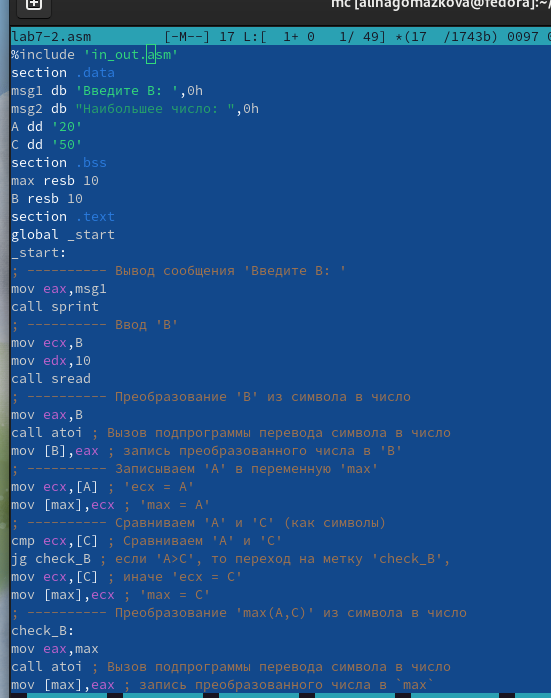 mc [alinagomazkova@fedora]:~/
lab7-2.asm [-M--] 17 L:[ 1+ 0 1/ 49] *(17 /1743b) 0097 0
%include 'in_out.asm'
section .data
msg1 db 'Введите B: ',0h
msg2 db "Наибольшее число: ",0h
A dd '20'
C dd '50'
section .bss
max resb 10
B resb 10
section .text
global _start
_start:
; ---------- Вывод сообщения 'Введите B: '
mov eax,msg1
call sprint
; ---------- Ввод 'B'
mov ecx,B
mov edx,10
call sread
; ---------- Преобразование 'B' из символа в число
mov eax,B
call atoi ; Вызов подпрограммы перевода символа в число
mov [B],eax ; запись преобразованного числа в 'B'
; ---------- Записываем 'A' в переменную 'max'
mov ecx,[A] ; 'ecx = A'
mov [max],ecx ; 'max = A'
; ---------- Сравниваем 'A' и 'С' (как символы)
cmp ecx,[C] ; Сравниваем 'A' и 'С'
jg check_B ; если 'A>C', то переход на метку 'check_B',
mov ecx,[C] ; иначе 'ecx = C'
mov [max],ecx ; 'max = C'
; ---------- Преобразование 'max(A,C)' из символа в число
check_B:
mov eax,max
call atoi ; Вызов подпрограммы перевода символа в число
mov [max],eax ; запись преобразованного числа в `max`